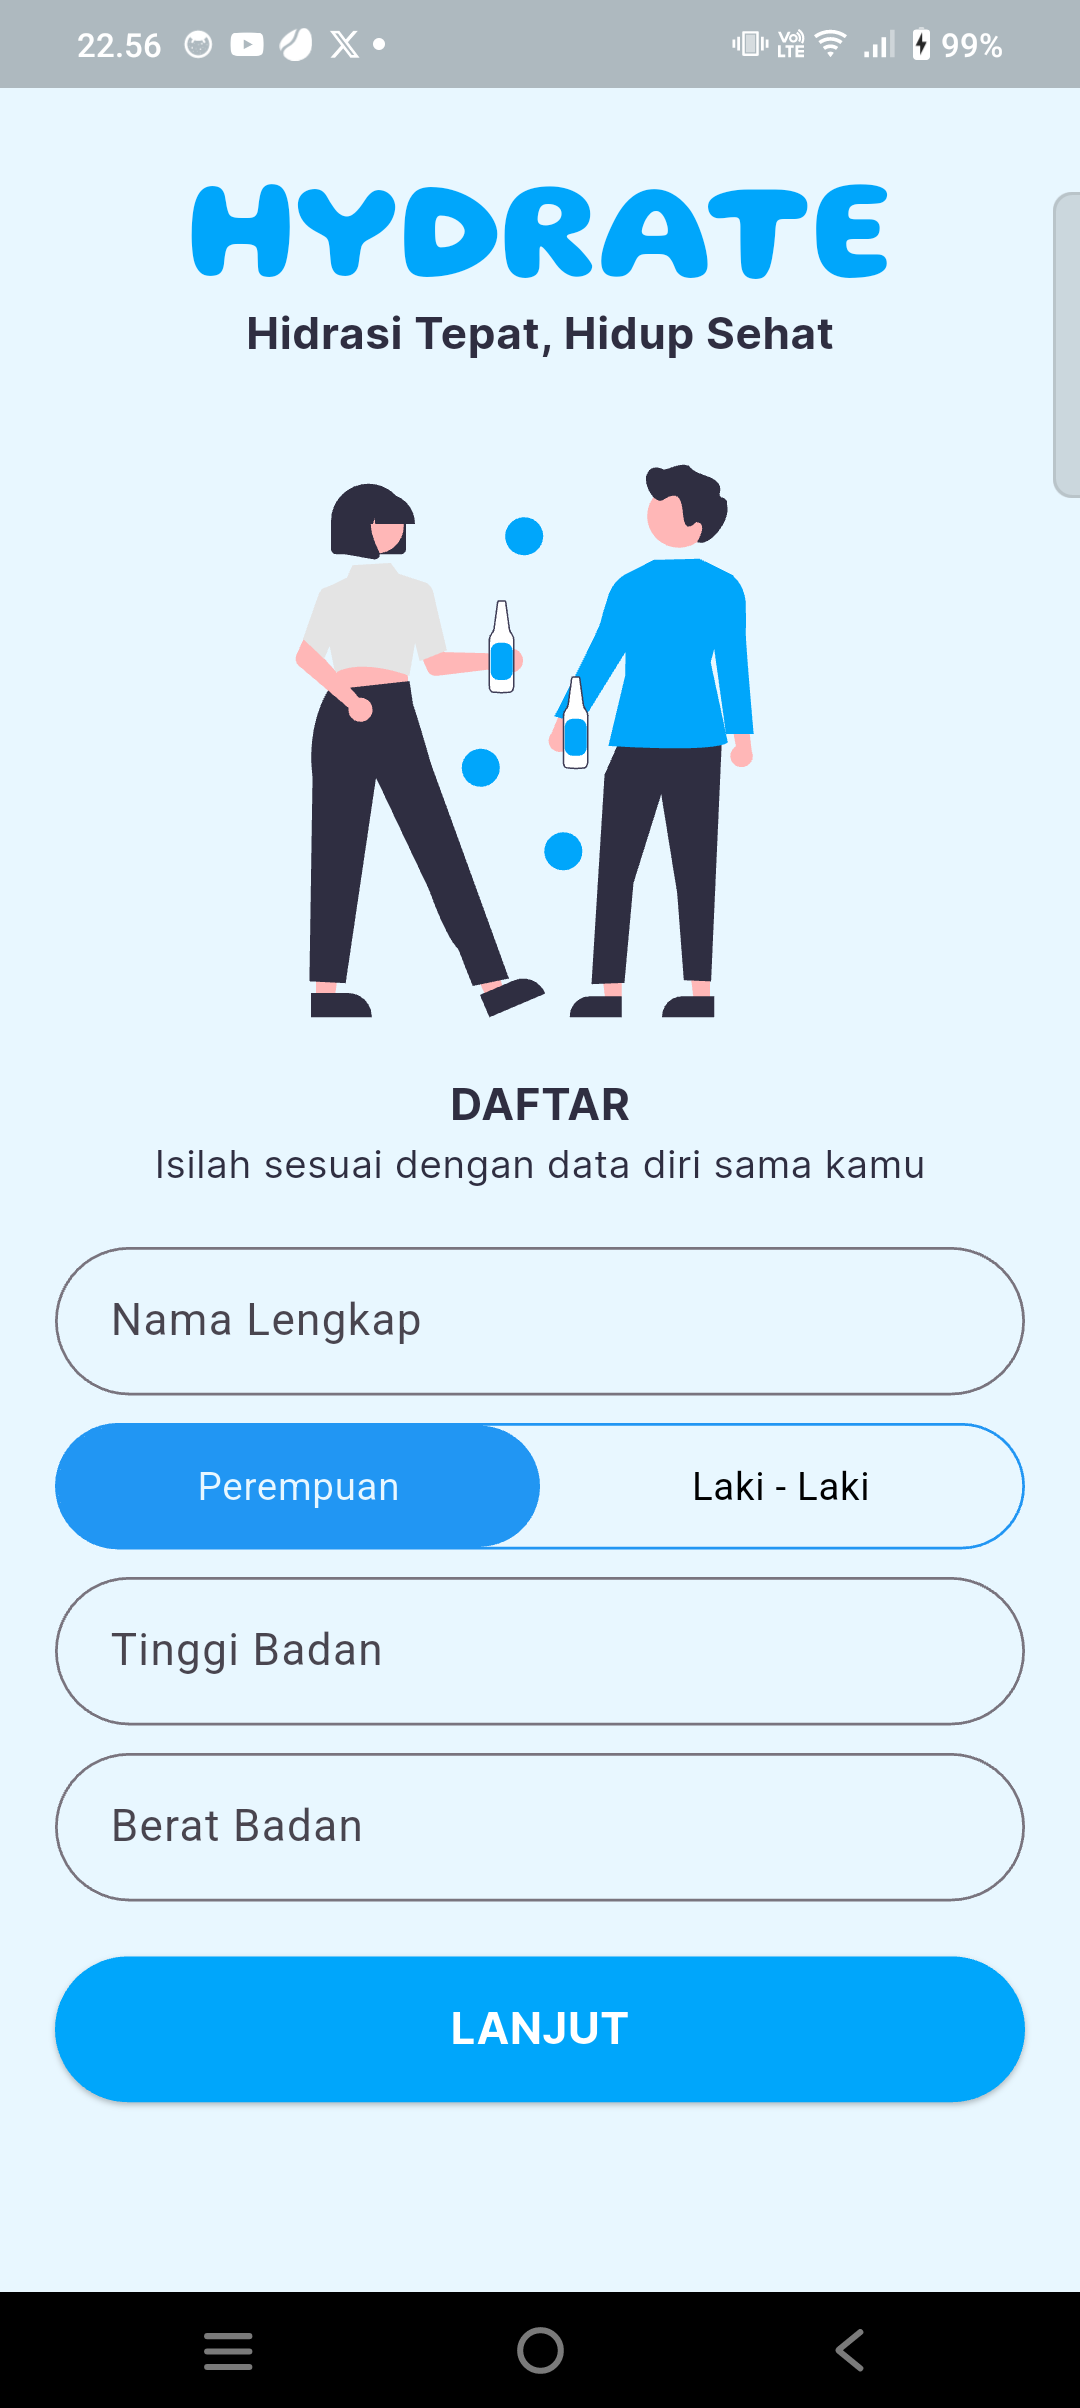 22.56
Vo)) LTE 99%
HYDRATE
Hidrasi Tepat, Hidup Sehat
DAFTAR
Isilah sesuai dengan data diri sama kamu
Nama Lengkap
Perempuan Laki - Laki
Tinggi Badan
Berat Badan
LANJUT